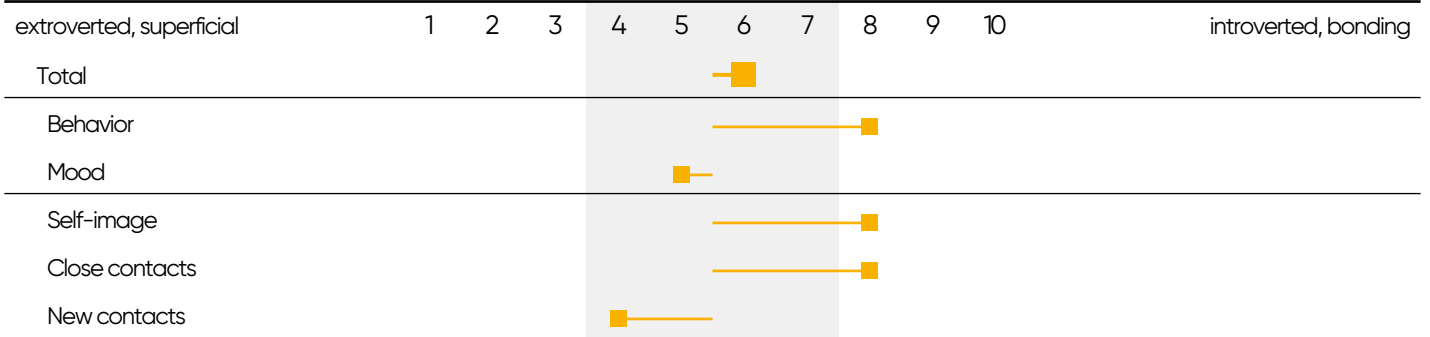 extroverted, superficial 1 2 3 4 5 6 7 8 9 10 introverted, bonding
Total
Behavior
Mood
Self-image
Close contacts
New contacts